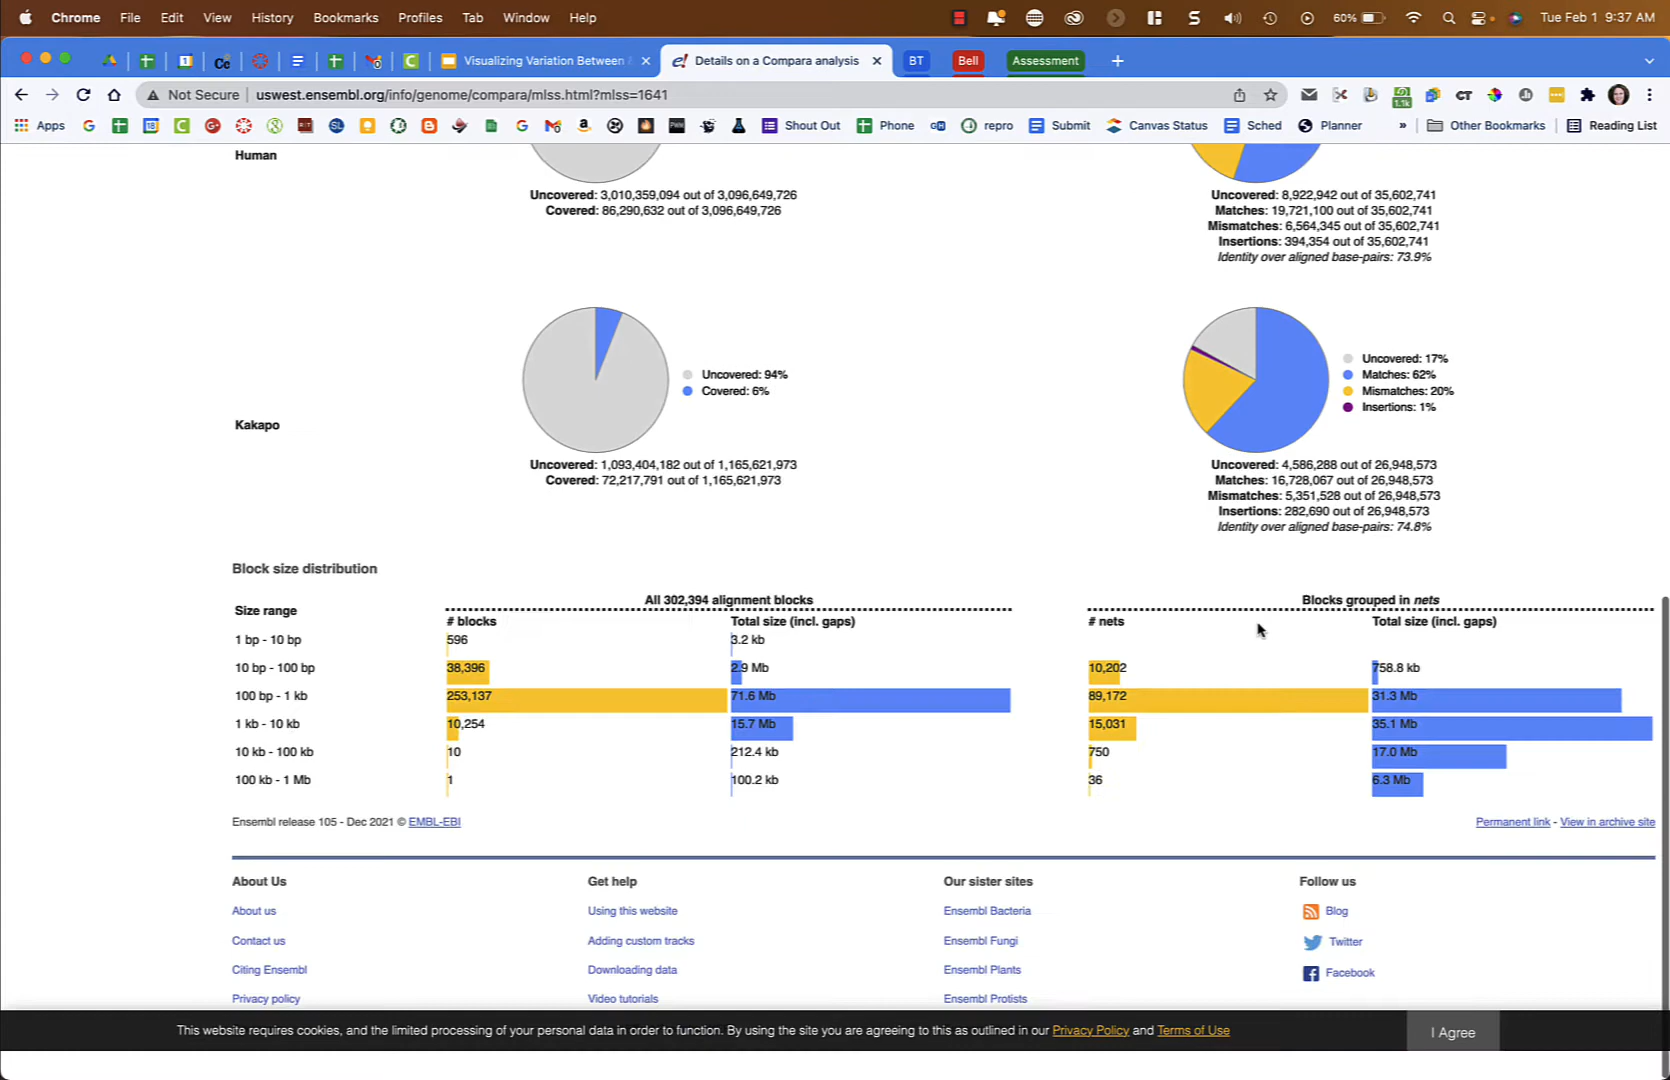 Chrome File Edit View History Bookmarks Profiles Tab Window Help 60% Tue Feb 1 9:37 AM
Visualizing Variation Between Details on a Compara analysis BT Bell Assessment
Not Secure uswest.ensembl.org/info/genome/compara/mlss.html?mlss=1641
Apps Shout Out Phone repro Submit Canvas Status Sched Planner » Other Bookmarks Reading List
Human
Uncovered: 3,010,359,094 out of 3,096,649,726
Covered: 86,290,632 out of 3,096,649,726
Uncovered: 8,922,942 out of 35,602,741
Matches: 19,721,100 out of 35,602,741
Mismatches: 6,564,345 out of 35,602,741
Insertions: 394,354 out of 35,602,741
Identity over aligned base-pairs: 73.9%
Kakapo
Uncovered: 94%
Covered: 6%
Uncovered: 1,093,404,182 out of 1,165,621,973
Covered: 72,217,791 out of 1,165,621,973
Uncovered: 17%
Matches: 62%
Mismatches: 20%
Insertions: 1%
Uncovered: 4,586,288 out of 26,948,573
Matches: 16,728,067 out of 26,948,573
Mismatches: 5,351,528 out of 26,948,573
Insertions: 282,690 out of 26,948,573
Identity over aligned base-pairs: 74.8%
Block size distribution
All 302,394 alignment blocks Blocks grouped in nets
Size range # blocks Total size (incl. gaps) # nets Total size (incl. gaps)
1 bp - 10 bp 596 3.2 kb
10 bp - 100 bp 38,396 2.9 Mb 10,202 758.8 kb
100 bp - 1 kb 253,137 71.6 Mb 89,172 31.3 Mb
1 kb - 10 kb 10,254 15.7 Mb 15,031 35.1 Mb
10 kb - 100 kb 10 212.4 kb 750 17.0 Mb
100 kb - 1 Mb 1 100.2 kb 36 6.3 Mb
Ensembl release 105 - Dec 2021 © EMBL-EBI Permanent link - View in archive site
About Us Get help Our sister sites Follow us
About us Using this website Ensembl Bacteria Blog
Contact us Adding custom tracks Ensembl Fungi Twitter
Citing Ensembl Downloading data Ensembl Plants Facebook
Privacy policy Video tutorials Ensembl Protists
This website requires cookies, and the limited processing of your personal data in order to function. By using the site you are agreeing to this as outlined in our Privacy Policy and Terms of Use I Agree